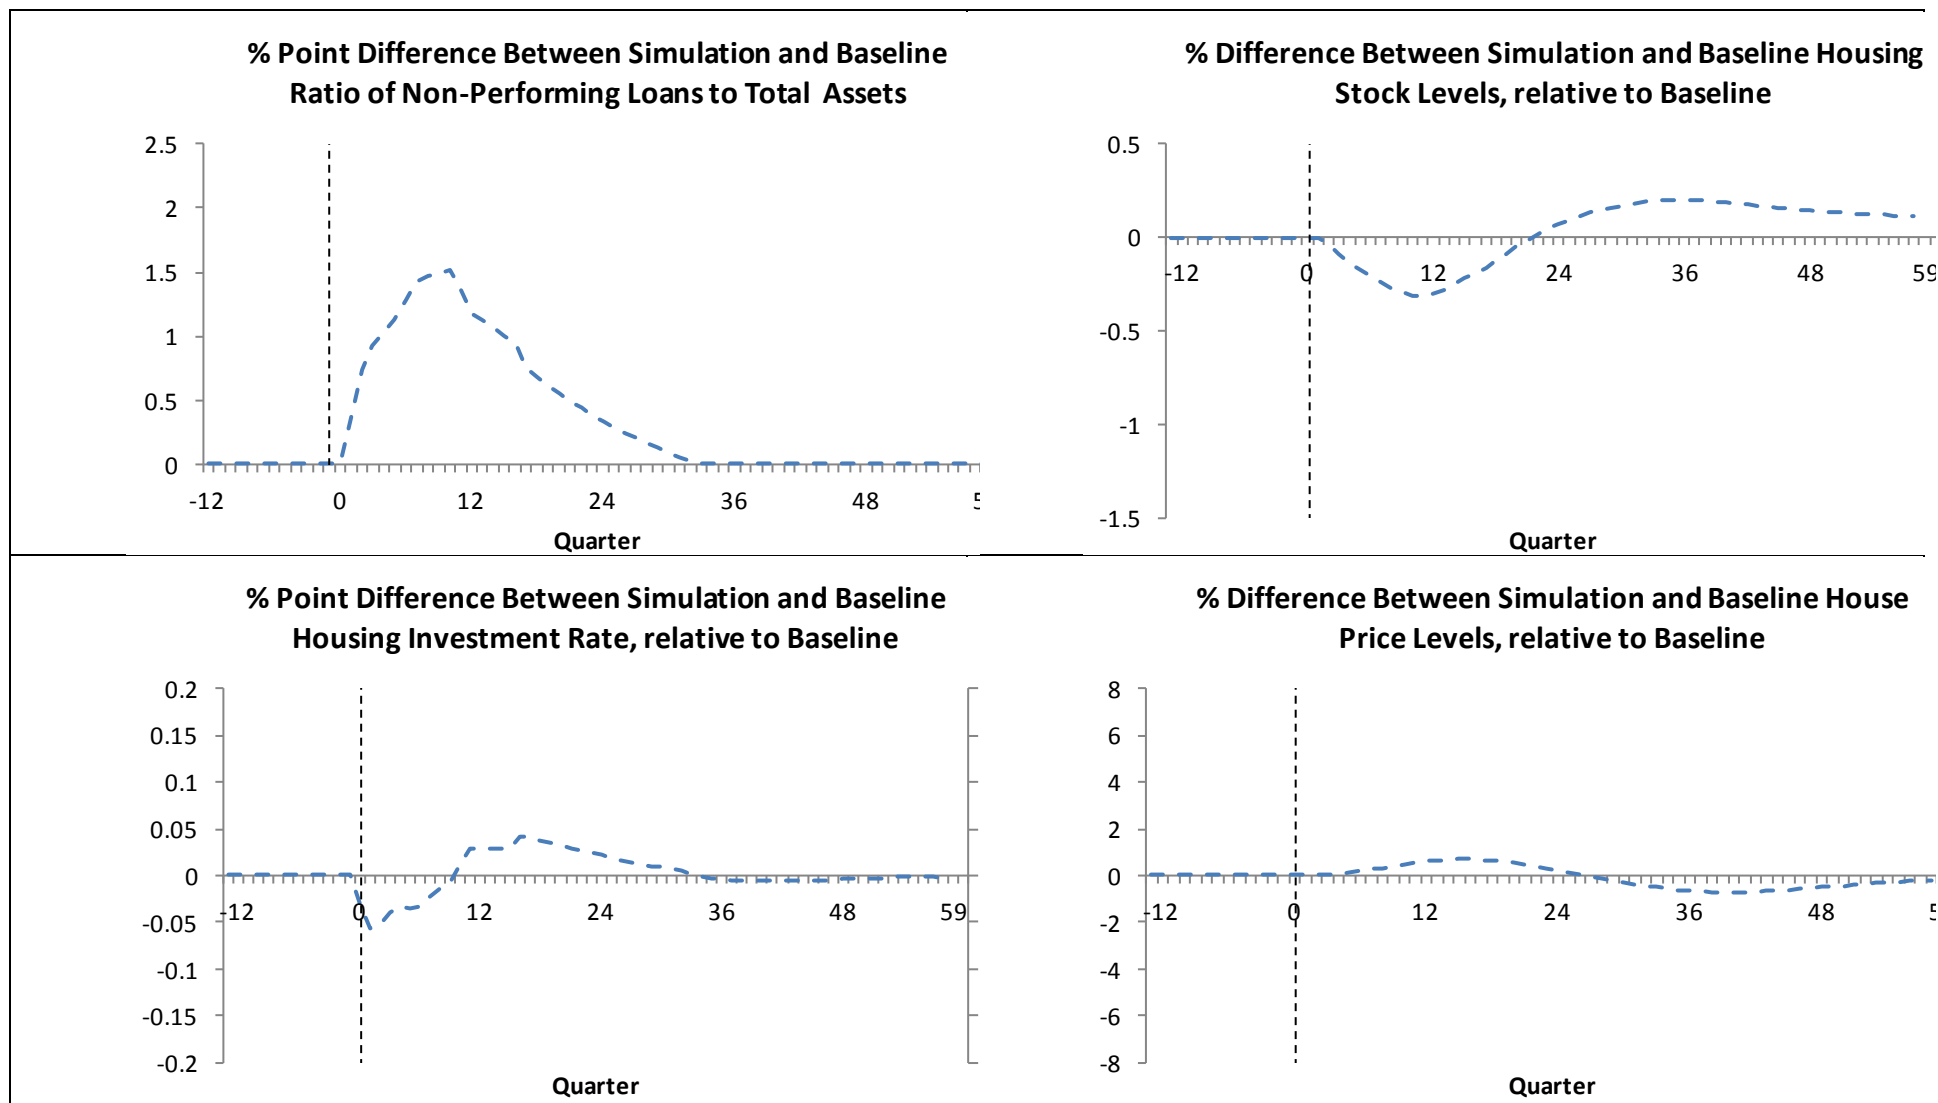 % Point Difference Between Simulation and Baseline
Ratio of Non-Performing Loans to Total Assets
2.5
2
1.5
1
0.5
0
-12 0 12 24 36 48 5
Quarter
% Difference Between Simulation and Baseline Housing
Stock Levels, relative to Baseline
0.5
0
-12 0 12 24 36 48 59
-0.5
-1
-1.5
Quarter
% Point Difference Between Simulation and Baseline
Housing Investment Rate, relative to Baseline
0.2
0.15
0.1
0.05
0
-12 0 12 24 36 48 59
-0.05
-0.1
-0.15
-0.2
Quarter
% Difference Between Simulation and Baseline House
Price Levels, relative to Baseline
8
6
4
2
0
-12 0 12 24 36 48 5
-2
-4
-6
-8
Quarter